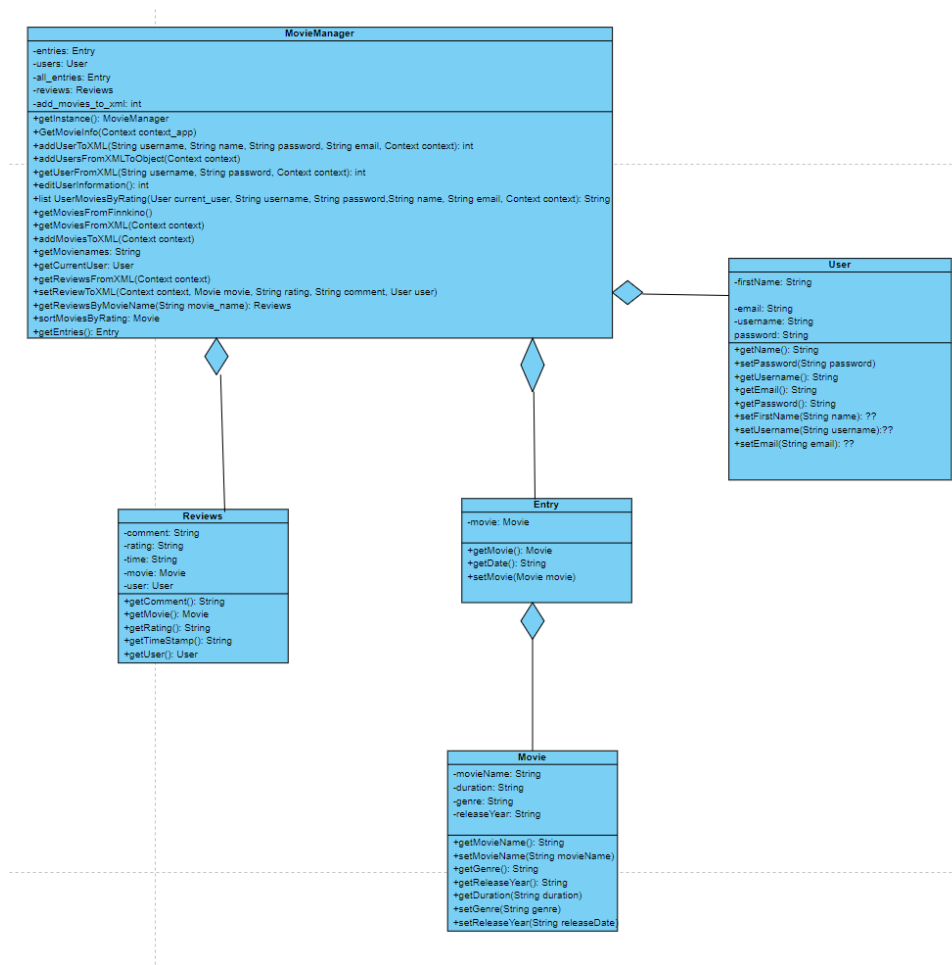 MovieManager
-entries: Entry
-users: User
-all_entries: Entry
-reviews: Reviews
-add_movies_to_xml: int
+getInstance(): MovieManager
+GetMovieInfo(Context context_app)
+addUserToXML(String username, String name, String password, String email, Context context): int
+addUsersFromXMLToObject(Context context)
+getUserFromXML(String username, String password, Context context): int
+editUserInformation(): int
+list UserMoviesByRating(User current_user, String username, String password,String name, String email, Context context): String
+getMoviesFromFinnkino()
+getMoviesFromXML(Context context)
+addMoviesToXML(Context context)
+getMovienames: String
+getCurrentUser: User
+getReviewsFromXML(Context context)
+setReviewToXML(Context context, Movie movie, String rating, String comment, User user)
+getReviewsByMovieName(String movie_name): Reviews
+sortMoviesByRating: Movie
+getEntries(): Entry
User
-firstName: String
-email: String
-username: String
password: String
+getName(): String
+setPassword(String password)
+getUsername(): String
+getEmail(): String
+getPassword(): String
+setFirstName(String name): ??
+setUsername(String username):??
+setEmail(String email): ??
Reviews
-comment: String
-rating: String
-time: String
-movie: Movie
-user: User
+getComment(): String
+getMovie(): Movie
+getRating(): String
+getTimeStamp(): String
+getUser(): User
Entry
-movie: Movie
+getMovie(): Movie
+getDate(): String
+setMovie(Movie movie)
Movie
-movieName: String
-duration: String
-genre: String
-releaseYear: String
+getMovieName(): String
+setMovieName(String movieName)
+getGenre(): String
+getReleaseYear(): String
+getDuration(String duration)
+setGenre(String genre)
+setReleaseYear(String releaseDate)